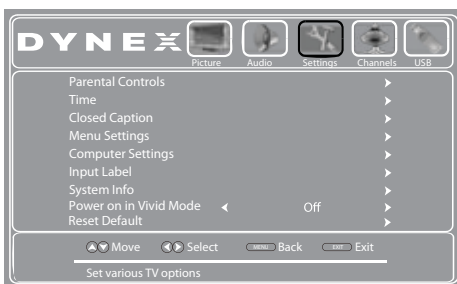 DYNEX
Picture Audio Settings Channels USB
Parental Controls
Time
Closed Caption
Menu Settings
Computer Settings
Input Label
System Info
Power on in Vivid Mode Off
Reset Default
Move Select MENU Back EXIT Exit
Set various TV options